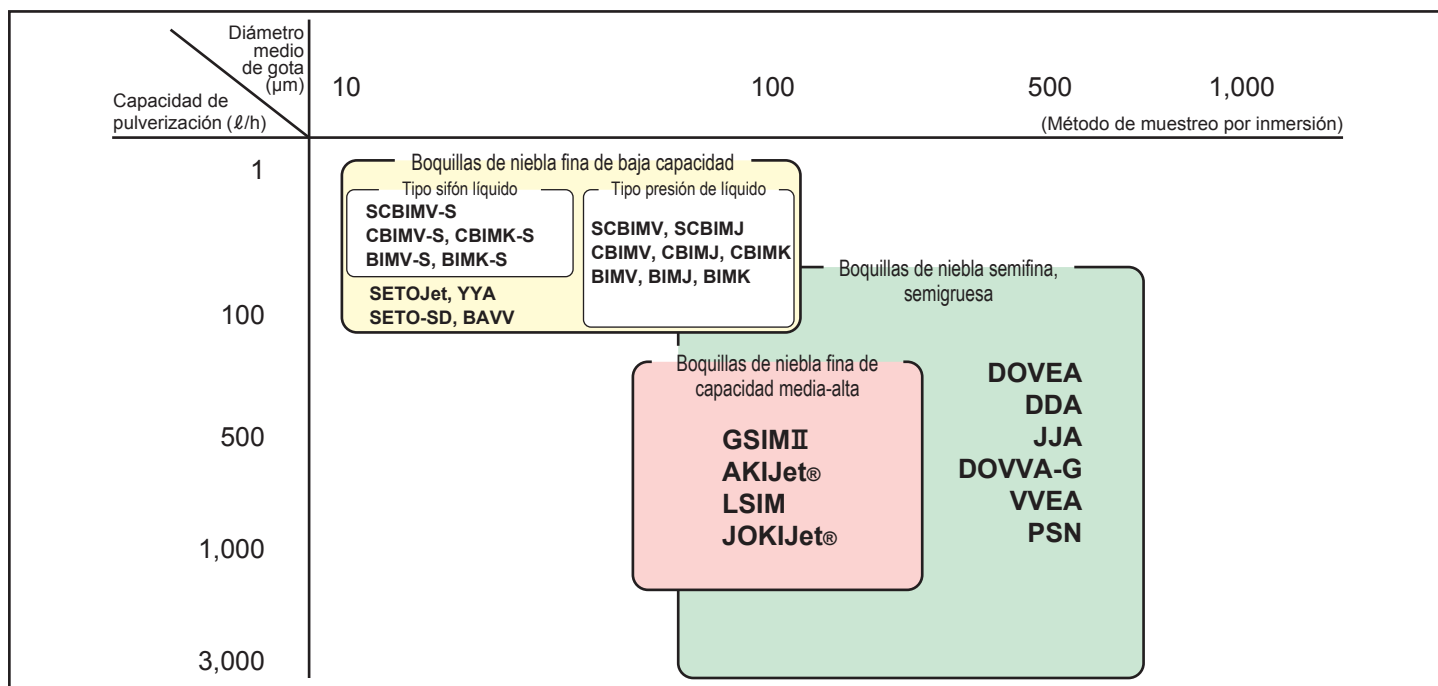 Diámetro
medio
de gota
(µm)
Capacidad de
pulverización (ℓ/h)
10 100 500 1,000
(Método de muestreo por inmersión)
1
100
500
1,000
3,000
Boquillas de niebla fina de baja capacidad
Tipo sifón líquido
SCBIMV-S
CBIMV-S, CBIMK-S
BIMV-S, BIMK-S
SETOJet, YYA
SETO-SD, BAVV
Tipo presión de líquido
SCBIMV, SCBIMJ
CBIMV, CBIMJ, CBIMK
BIMV, BIMJ, BIMK
Boquillas de niebla semifina,
semigruesa
DOVEA
DDA
JJA
DOVVA-G
VVEA
PSN
Boquillas de niebla fina de
capacidad media-alta
GSIMⅡ
AKIJet®
LSIM
JOKIJet®